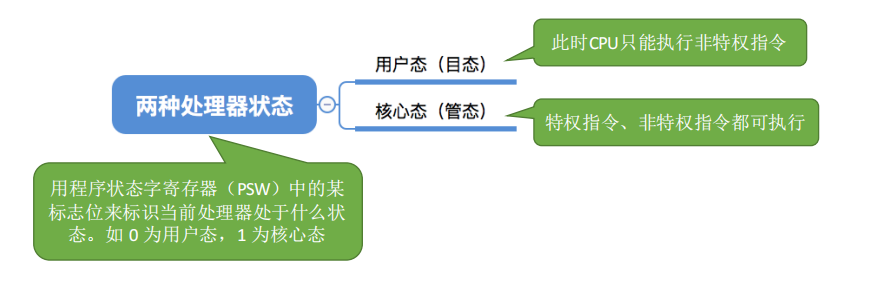 此时CPU只能执行非特权指令
用户态（目态）
两种处理器状态
核心态（管态）
特权指令、非特权指令都可执行
用程序状态字寄存器（PSW）中的某
标志位来标识当前处理器处于什么状
态。如 0 为用户态，1 为核心态